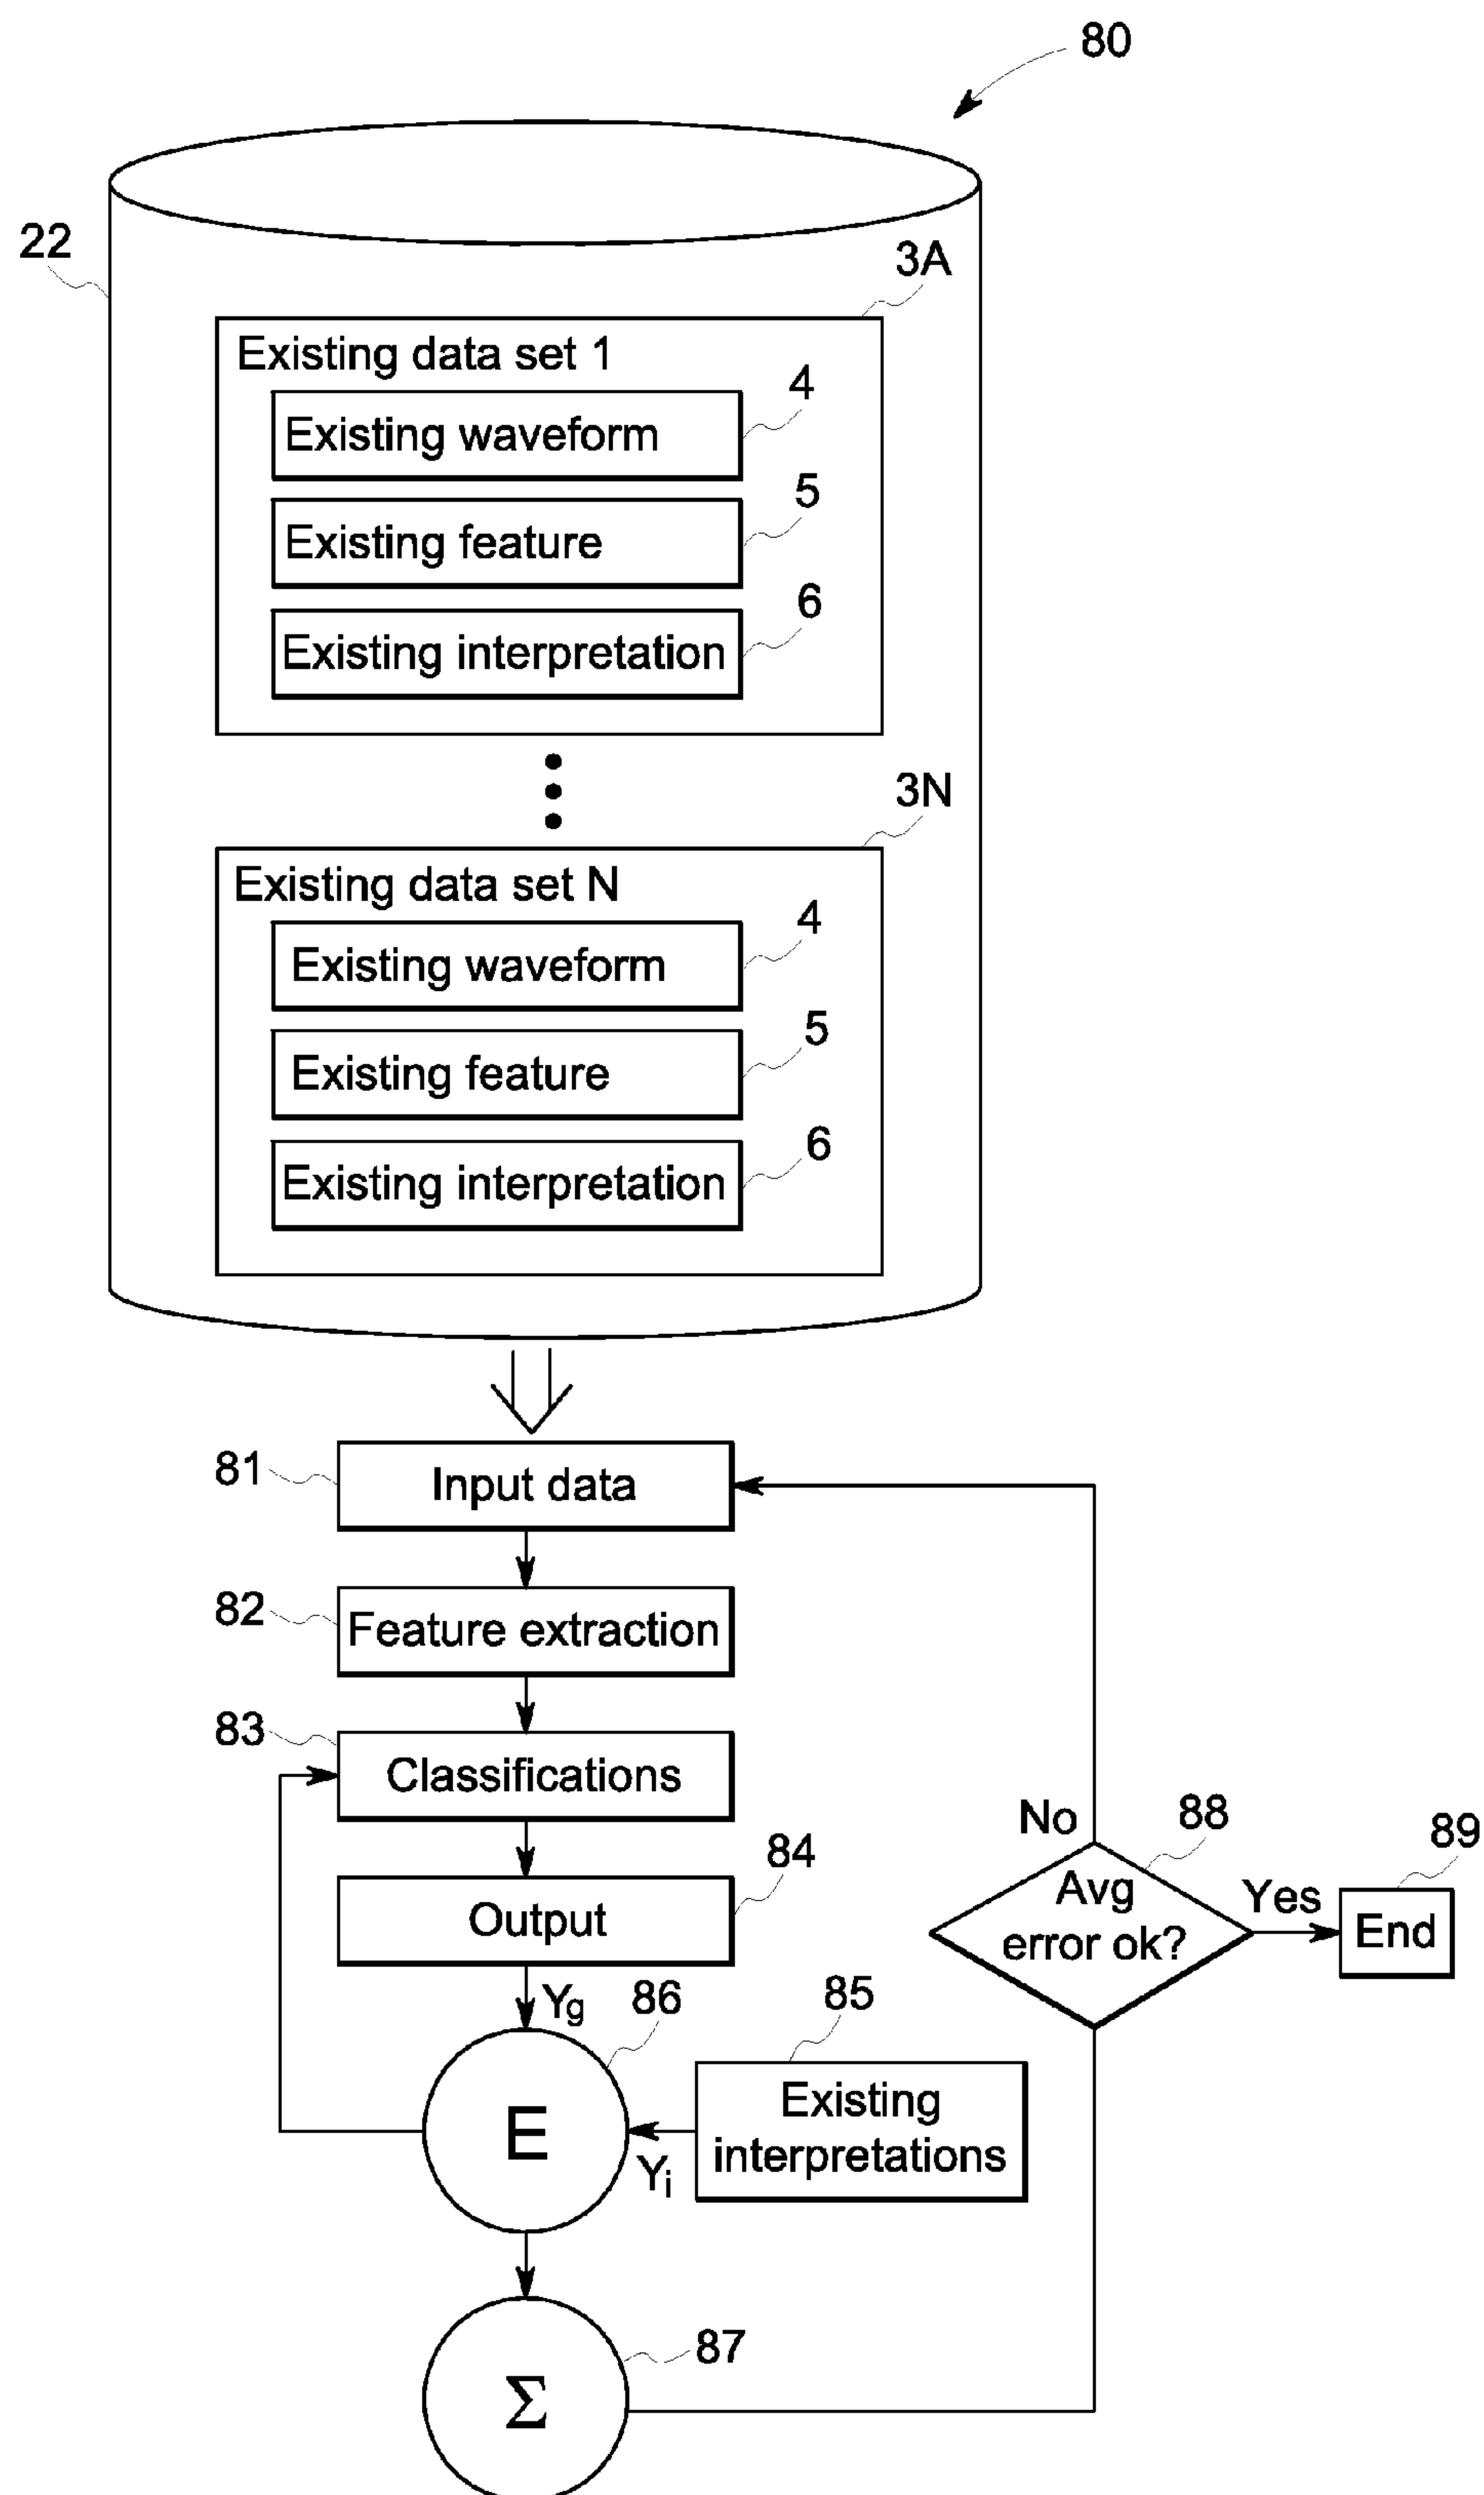 80
22
3A
Existing data set 1
4
Existing waveform
5
Existing feature
6
Existing interpretation
3N
Existing data set N
4
Existing waveform
5
Existing feature
6
Existing interpretation
81
Input data
82
Feature extraction
83
Classifications
84
Output
No
88
89
Avg
error ok?
Yes
End
Yg
86
85
E
Existing
interpretations
Yi
87
Σ